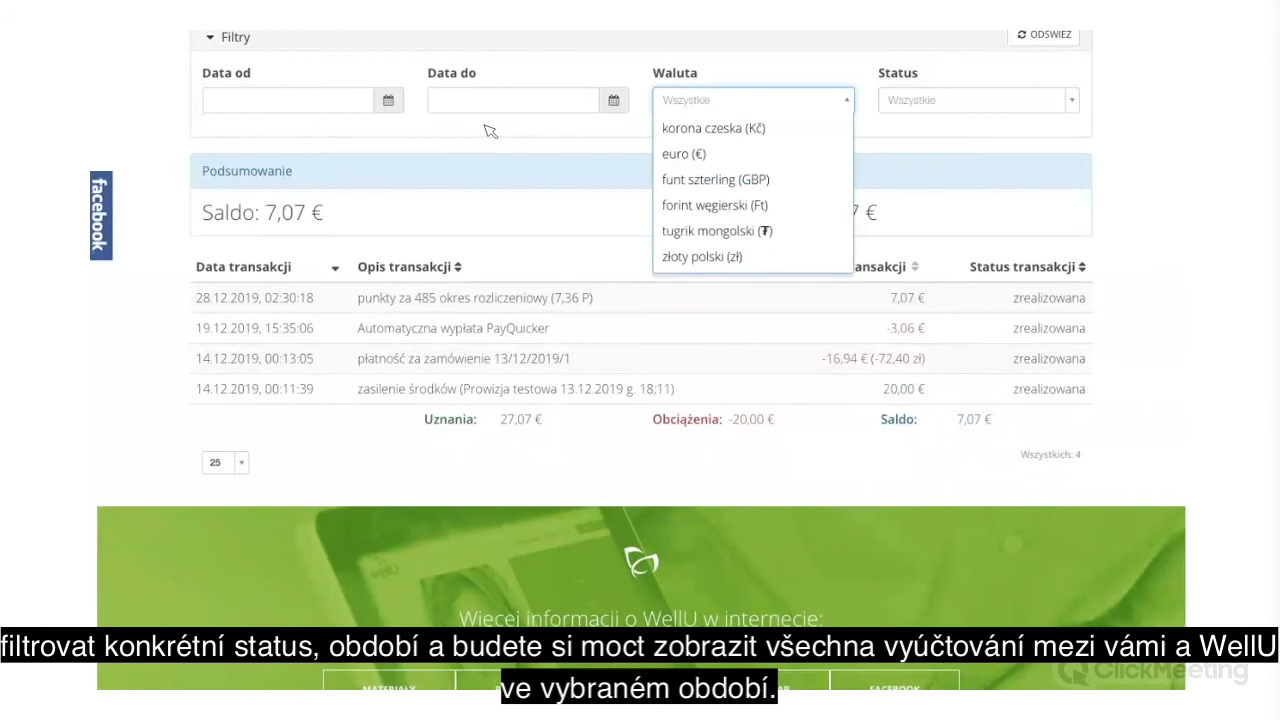 Filtry
ODŚWIEŻ
Data od
Data do
Waluta
Status
Wszystkie
Wszystkie
korona czeska (Kč)
euro (€)
funt szterling (GBP)
forint węgierski (Ft)
tugrik mongolski (₮)
złoty polski (zł)
facebook
Podsumowanie
Saldo: 7,07 €
7 €
Data transakcji
Opis transakcji
ansakcji
Status transakcji
28.12.2019, 02:30:18 punkty za 485 okres rozliczeniowy (7,36 P) 7,07 € zrealizowana
19.12.2019, 15:35:06 Automatyczna wypłata PayQuicker -3,06 € zrealizowana
14.12.2019, 00:13:05 płatność za zamówienie 13/12/2019/1 -16,94 € (-72,40 zł) zrealizowana
14.12.2019, 00:11:39 zasilenie środków (Prowizja testowa 13.12.2019 g. 18;11) 20,00 € zrealizowana
Uznania: 27,07 € Obciążenia: -20,00 € Saldo: 7,07 €
25
Wszystkich: 4
Więcej informacji o WellU w internecie:
filtrovat konkrétní status, období a budete si moct zobrazit všechna vyúčtování mezi vámi a WellU
ve vybraném období.
ClickMeeting
MATERIAŁY
FACEBOOK